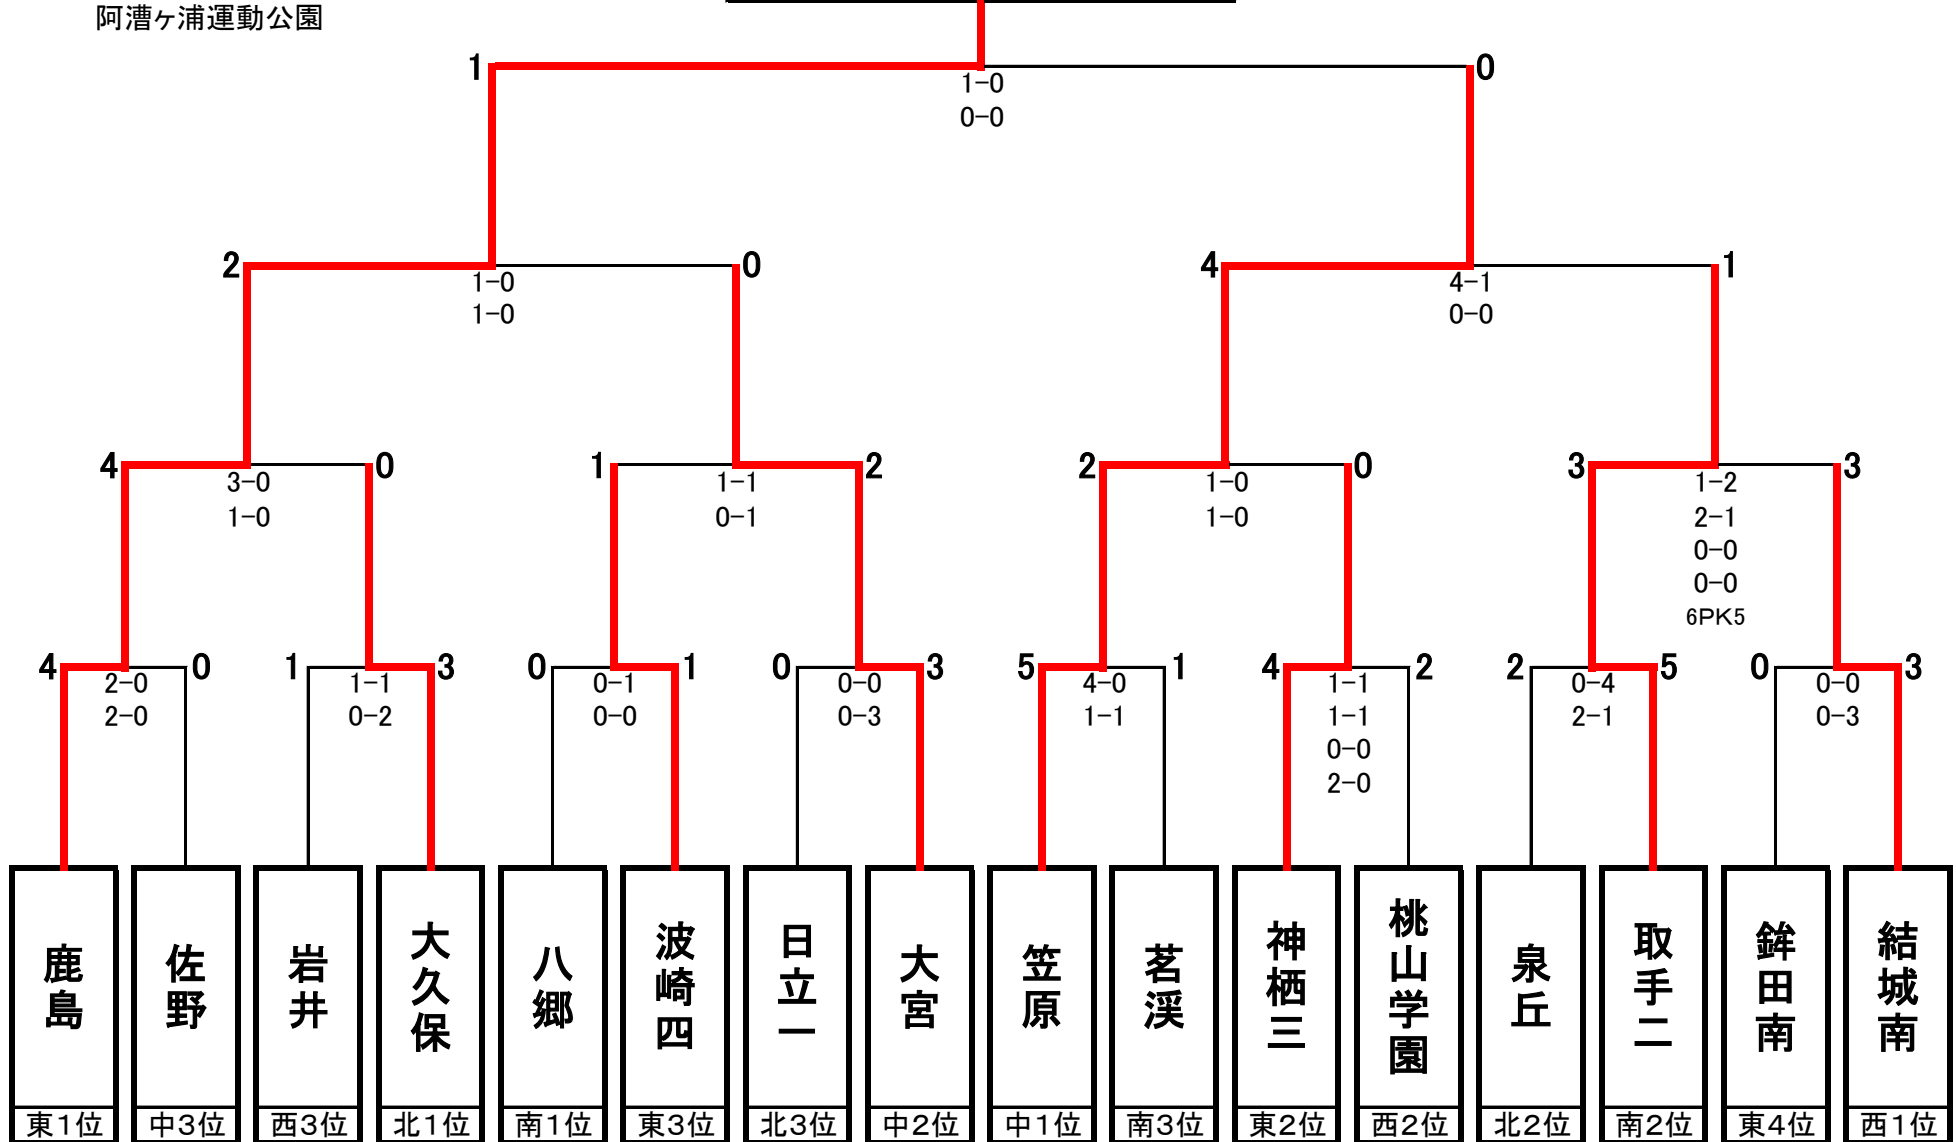 阿漕ヶ浦運動公園
1 0
1-0
0-0
2 0 4 1
1-0 4-1
1-0 0-0
4 0 1 2 2 0 3 3
3-0 1-1 1-0 1-2
1-0 0-1 1-0 2-1
0-0
0-0
6PK5
4 0 1 3 0 1 0 3 5 1 4 2 2 5 0 3
2-0 1-1 0-1 0-0 4-0 1-1 0-4 0-0
2-0 0-2 0-0 0-3 1-1 1-1 2-1 0-3
0-0
2-0
鹿島 佐野 岩井 大久保 八郷 波崎四 日立一 大宮 笠原 茗溪 神栖三 桃山学園 泉丘 取手二 鉾田南 結城南
東1位 中3位 西3位 北1位 南1位 東3位 北3位 中2位 中1位 南3位 東2位 西2位 北2位 南2位 東4位 西1位